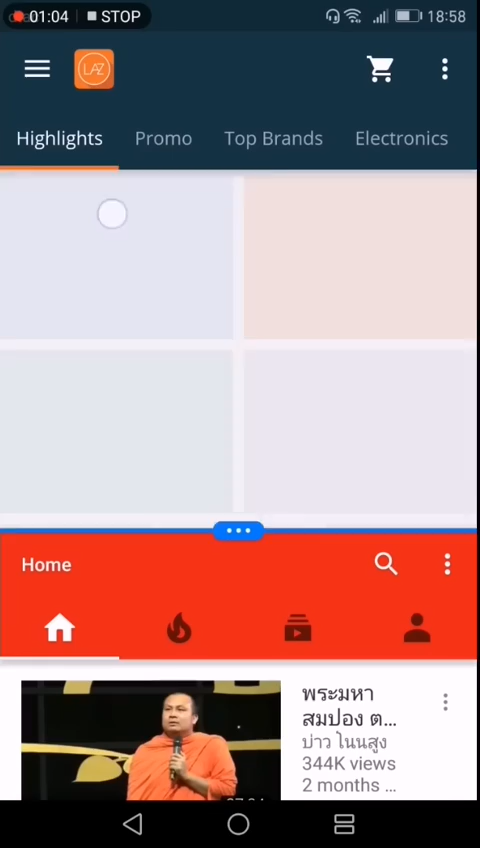 01:04 STOP 18:58
LAZ
Highlights Promo Top Brands Electronics
Home
พระมหา
สมปอง ต...
บ่าว โนนสูง
344K views
2 months ...